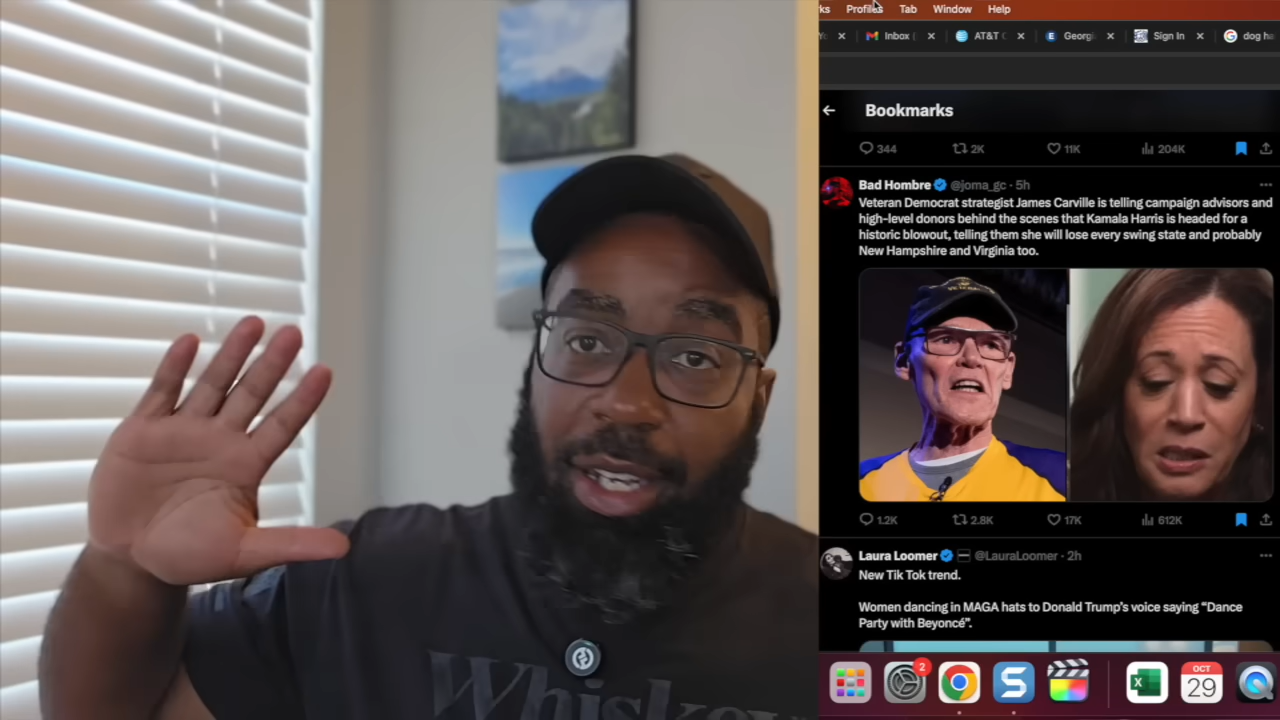 Profiles Tab Window Help
Inbox
AT&T
Georgi
Sign In
dog ha
Bookmarks
344 2K 11K 204K
Bad Hombre @joma_gc · 5h
Veteran Democrat strategist James Carville is telling campaign advisors and
high-level donors behind the scenes that Kamala Harris is headed for a
historic blowout, telling them she will lose every swing state and probably
New Hampshire and Virginia too.
1.2K 2.8K 17K 612K
Laura Loomer @LauraLoomer · 2h
New Tik Tok trend.
Women dancing in MAGA hats to Donald Trump's voice saying “Dance
Party with Beyoncé”.
Whiskey
2
OCT
29